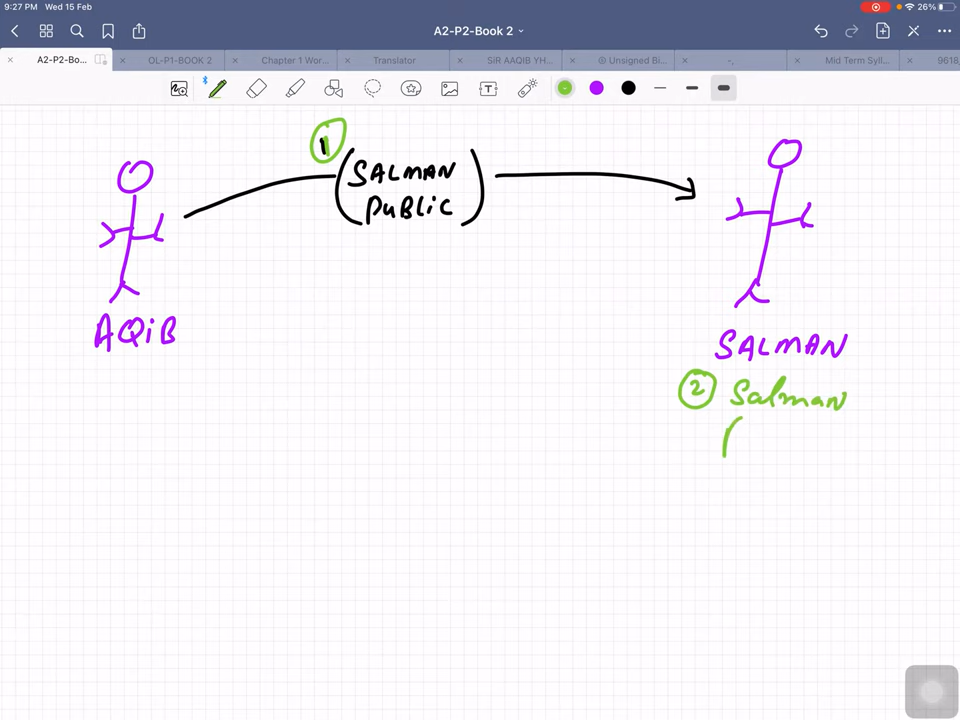 9:27 PM Wed 15 Feb
26%
A2-P2-Book 2
A2-P2-Bo...
OL-P1-BOOK 2
Chapter 1 Wor...
Translator
SIR AAQIB YH...
Unsigned Bi...
-,
Mid Term Syll...
9618
T
1
(SALMAN
PUBLiC)
AQiB
SALMAN
2 Salman
(